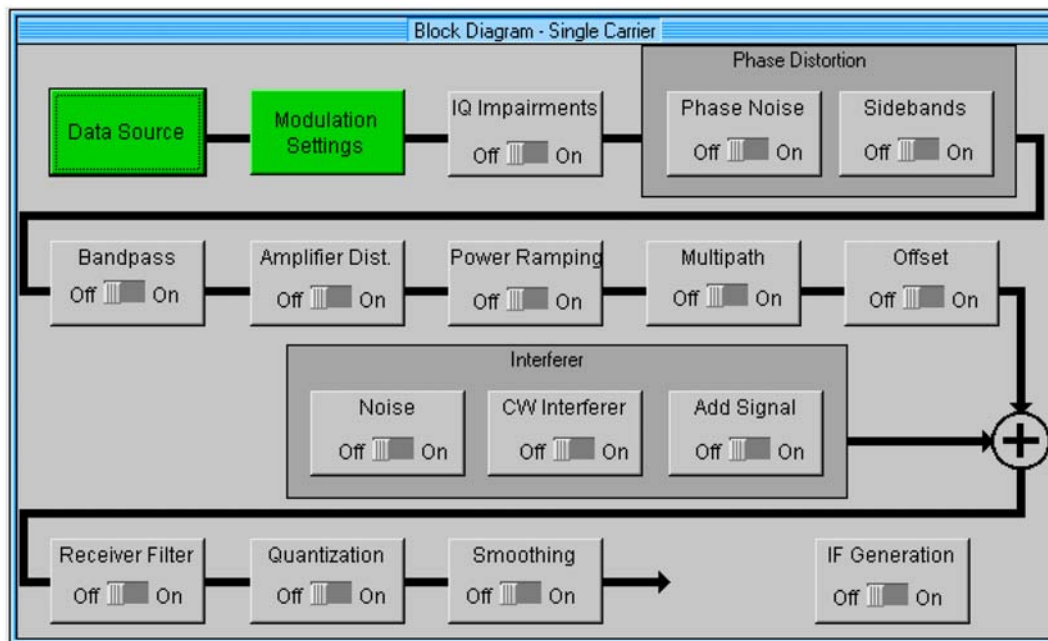 Block Diagram - Single Carrier
Phase Distortion
Data Source
Modulation
Settings
IQ Impairments
Off On
Phase Noise
Off On
Sidebands
Off On
Bandpass
Off On
Amplifier Dist.
Off On
Power Ramping
Off On
Multipath
Off On
Offset
Off On
Interferer
Noise
Off On
CW Interferer
Off On
Add Signal
Off On
+
Receiver Filter
Off On
Quantization
Off On
Smoothing
Off On
IF Generation
Off On